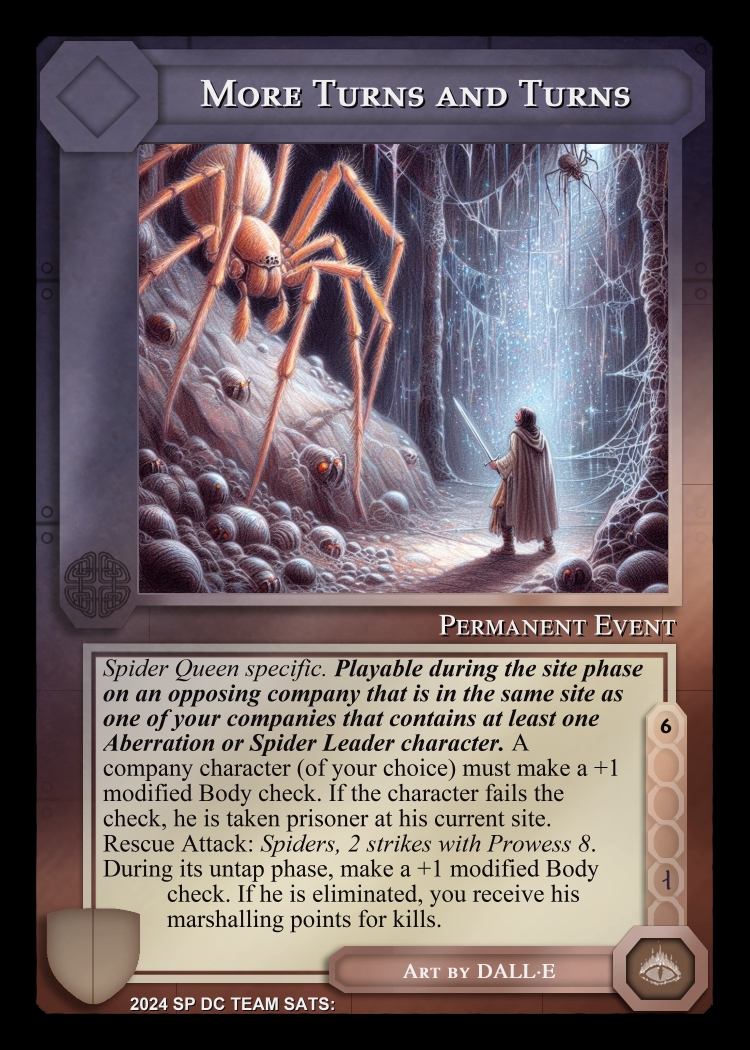 More Turns and Turns
Permanent Event
Spider Queen specific. Playable during the site phase
on an opposing company that is in the same site as
one of your companies that contains at least one
Aberration or Spider Leader character. A
company character (of your choice) must make a +1
modified Body check. If the character fails the
check, he is taken prisoner at his current site.
Rescue Attack: Spiders, 2 strikes with Prowess 8.
During its untap phase, make a +1 modified Body
check. If he is eliminated, you receive his
marshalling points for kills.
6
Art by DALL·E
2024 SP DC TEAM SATS: